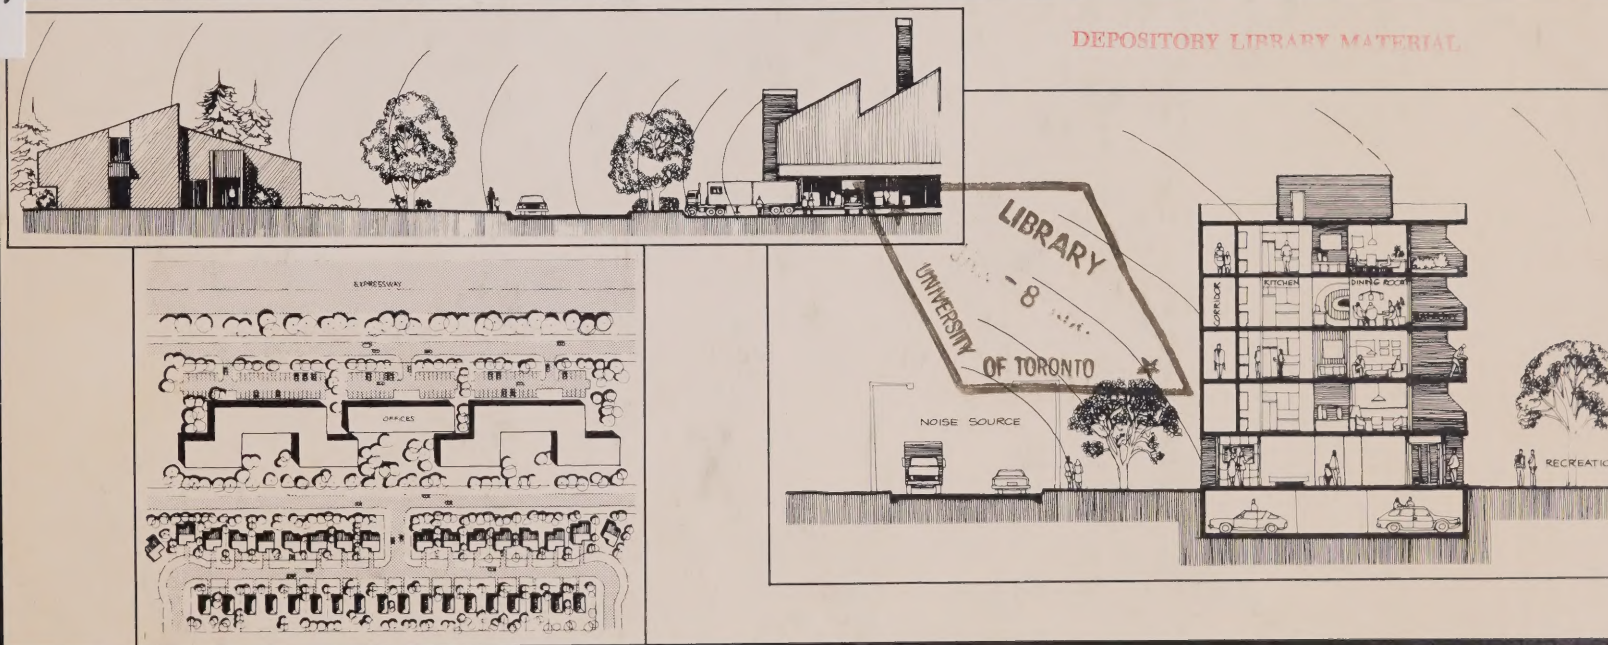 DEPOSITORY LIBRARY MATERIAL
LIBRARY
- 8
UNIVERSITY
OF TORONTO
EXPRESSWAY
OFFICES
NOISE SOURCE
CORRIDOR
KITCHEN
DINING ROOM
RECREATIO